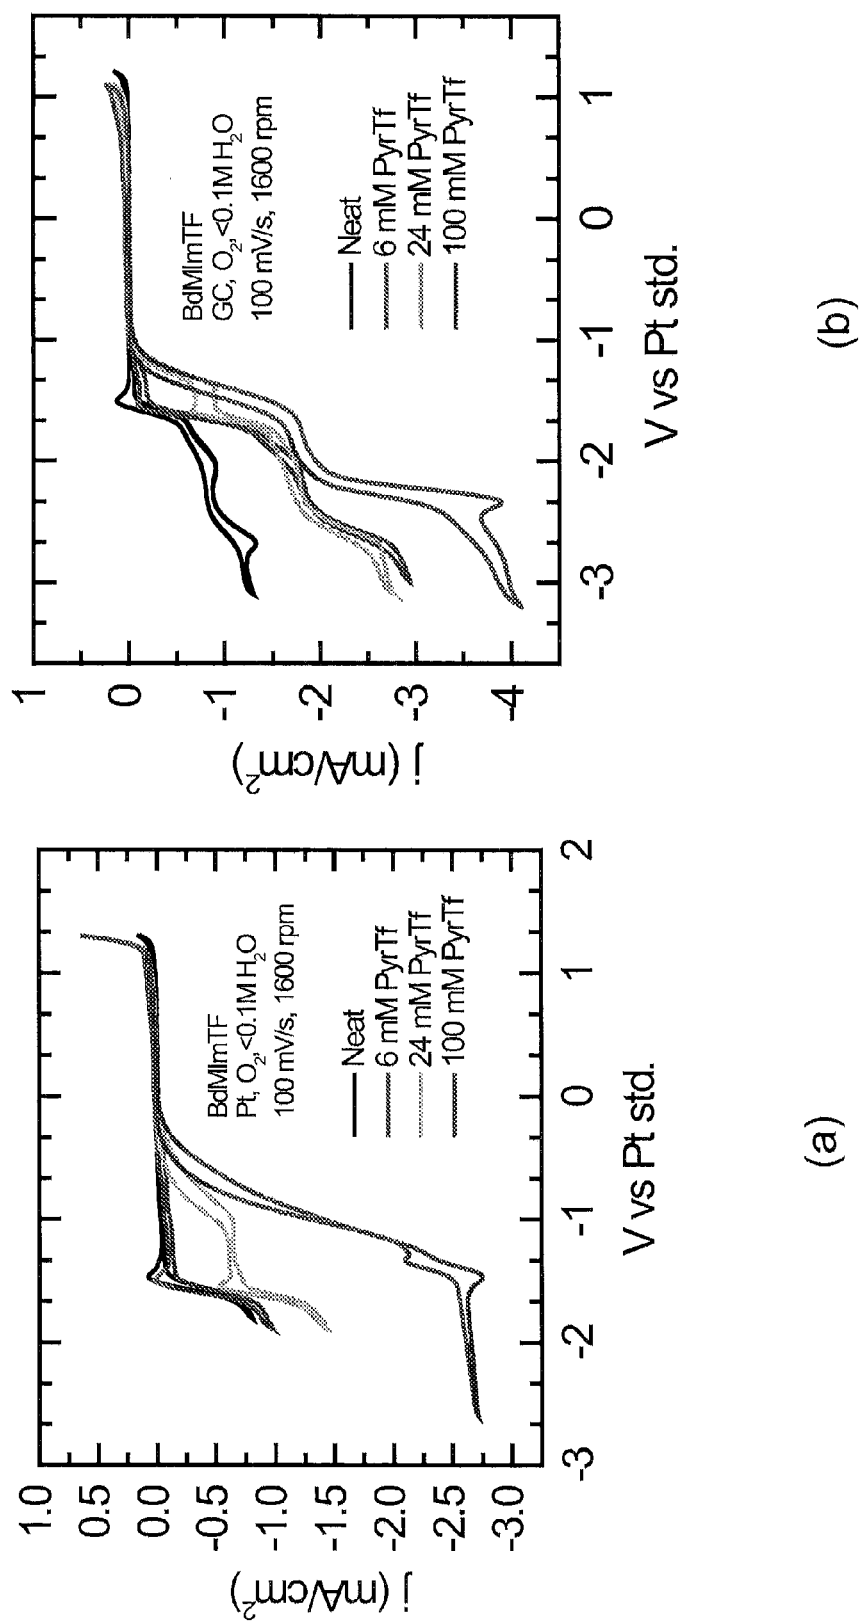 1.0
0.5
0.0
-0.5
-1.0
-1.5
-2.0
-2.5
-3.0
j (mA/cm²)
BdMImTF
Pt, O₂, <0.1M H₂O
100 mV/s, 1600 rpm
Neat
6 mM PyrTf
24 mM PyrTf
100 mM PyrTf
-3
-2
-1
0
1
2
V vs Pt std.
(a)
1
0
-1
-2
-3
-4
j (mA/cm²)
BdMImTF
GC, O₂, <0.1M H₂O
100 mV/s, 1600 rpm
Neat
6 mM PyrTf
24 mM PyrTf
100 mM PyrTf
-3
-2
-1
0
1
V vs Pt std.
(b)